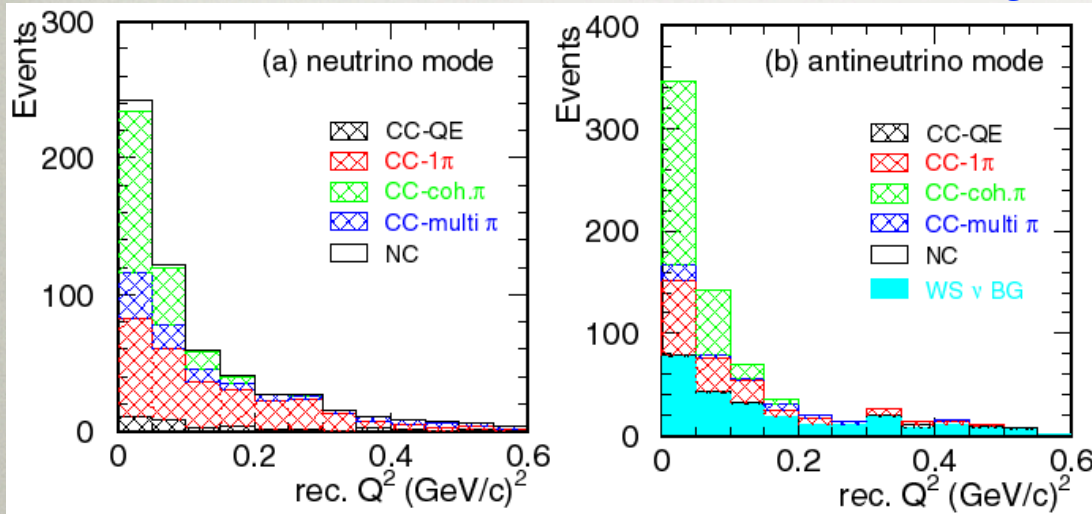 (a) neutrino mode
Events
300
200
100
0
CC-QE
CC-1π
CC-coh.π
CC-multi π
NC
0 0.2 0.4 0.6
rec. Q² (GeV/c)²
(b) antineutrino mode
Events
400
300
200
100
0
CC-QE
CC-1π
CC-coh.π
CC-multi π
NC
WS ν BG
0 0.2 0.4 0.6
rec. Q² (GeV/c)²